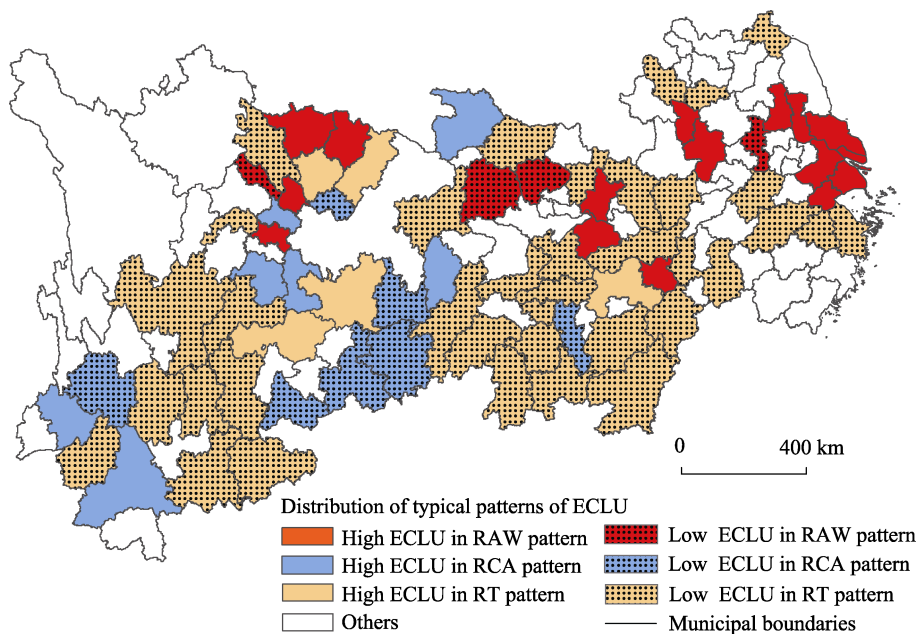 0 400 km
Distribution of typical patterns of ECLU
High ECLU in RAW pattern
Low ECLU in RAW pattern
High ECLU in RCA pattern
Low ECLU in RCA pattern
High ECLU in RT pattern
Low ECLU in RT pattern
Others
Municipal boundaries